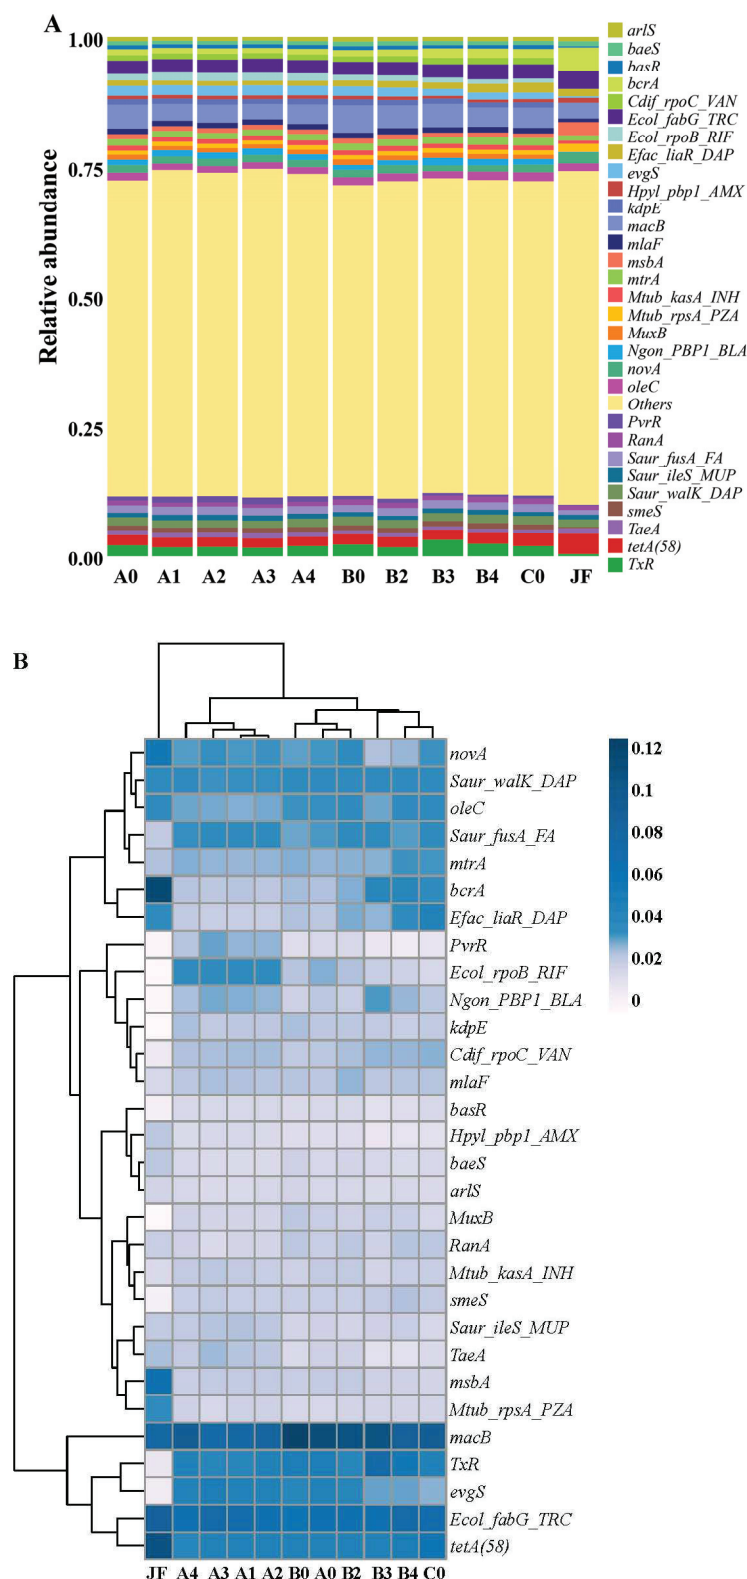 A
1.00
0.75
0.50
0.25
0.00
Relative abundance
A0 A1 A2 A3 A4 B0 B2 B3 B4 C0 JF
arlS
baeS
basR
bcrA
Cdif_rpoC_VAN
Ecol_fabG_TRC
Ecol_rpoB_RIF
Efac_liaR_DAP
evgS
Hpyl_pbp1_AMX
kdpE
macB
mlaF
msbA
mtrA
Mtub_kasA_INH
Mtub_rpsA_PZA
MuxB
Ngon_PBP1_BLA
novA
oleC
Others
PvrR
RanA
Saur_fusA_FA
Saur_ileS_MUP
Saur_walK_DAP
smeS
TaeA
tetA(58)
TxR
B
novA
Saur_walK_DAP
oleC
Saur_fusA_FA
mtrA
bcrA
Efac_liaR_DAP
PvrR
Ecol_rpoB_RIF
Ngon_PBP1_BLA
kdpE
Cdif_rpoC_VAN
mlaF
basR
Hpyl_pbp1_AMX
baeS
arlS
MuxB
RanA
Mtub_kasA_INH
smeS
Saur_ileS_MUP
TaeA
msbA
Mtub_rpsA_PZA
macB
TxR
evgS
Ecol_fabG_TRC
tetA(58)
JF A4 A3 A1 A2 B0 A0 B2 B3 B4 C0
0.12
0.08
0.06
0.04
0.02
0